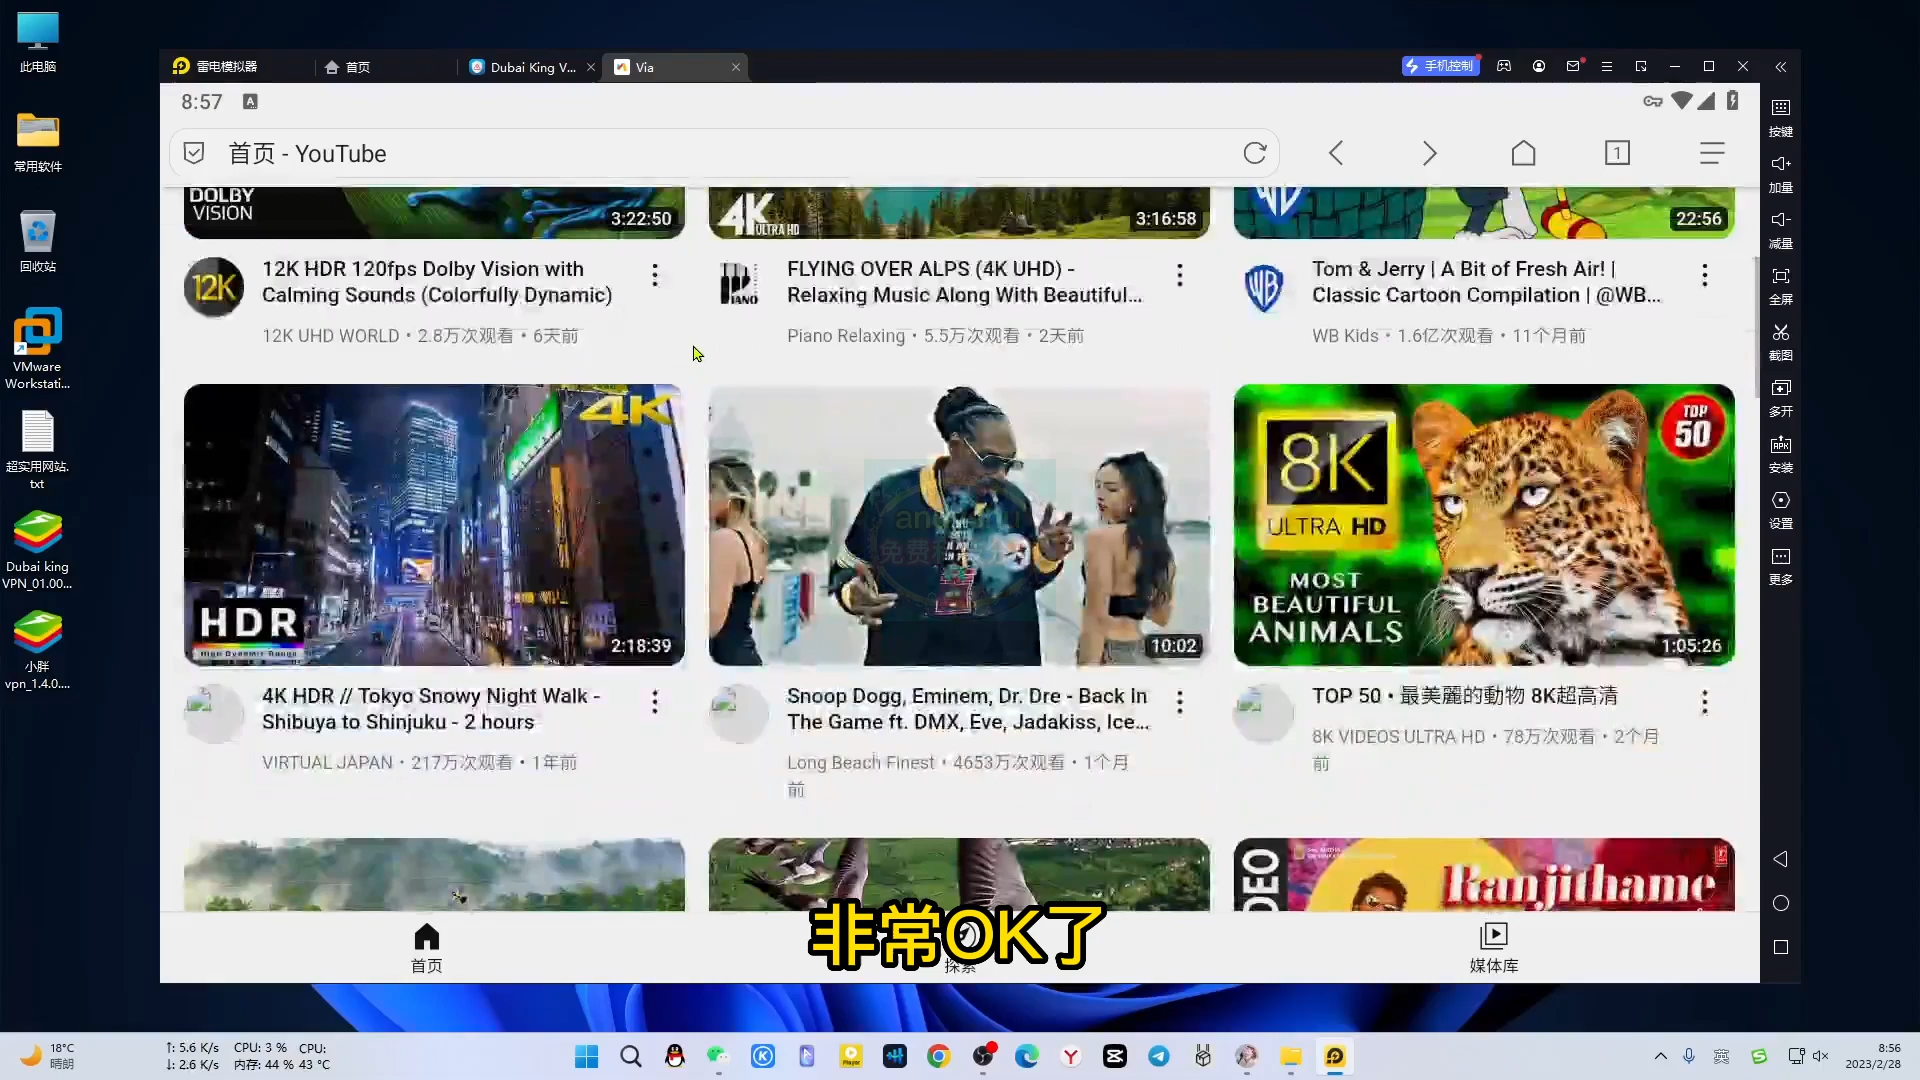 此电脑
常用软件
回收站
VMware
Workstati...
超实用网站.
txt
Dubai king
VPN_01.00...
小胖
vpn_1.4.0....
雷电模拟器
首页
Dubai King V...
Via
手机控制
8:57
A
首页 - YouTube
1
DOLBY
VISION
3:22:50
4K
ULTRA HD
3:16:58
22:56
12K
12K HDR 120fps Dolby Vision with
Calming Sounds (Colorfully Dynamic)
12K UHD WORLD • 2.8万次观看 • 6天前
PIANO
FLYING OVER ALPS (4K UHD) -
Relaxing Music Along With Beautiful...
Piano Relaxing • 5.5万次观看 • 2天前
WB
Tom & Jerry | A Bit of Fresh Air! |
Classic Cartoon Compilation | @WB...
WB Kids • 1.6亿次观看 • 11个月前
4K
HDR
High Dynamic Range
2:18:39
10:02
8K
ULTRA HD
TOP
50
MOST
BEAUTIFUL
ANIMALS
1:05:26
4K HDR // Tokyo Snowy Night Walk -
Shibuya to Shinjuku - 2 hours
VIRTUAL JAPAN • 217万次观看 • 1年前
Snoop Dogg, Eminem, Dr. Dre - Back In
The Game ft. DMX, Eve, Jadakiss, Ice...
Long Beach Finest • 4653万次观看 • 1个月
前
TOP 50 • 最美麗的動物 8K超高清
8K VIDEOS ULTRA HD • 78万次观看 • 2个月
前
Ranjithame
非常OK了
首页
探索
媒体库
按键
加量
减量
全屏
截图
多开
APK
安装
设置
更多
18°C
晴朗
↑: 5.6 K/s
↓: 2.6 K/s
CPU: 3 %
内存: 44 %
CPU:
43 °C
Player
英
8:56
2023/2/28